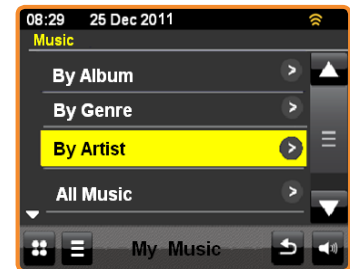 08:29 25 Dec 2011
Music
By Album
By Genre
By Artist
All Music
My Music